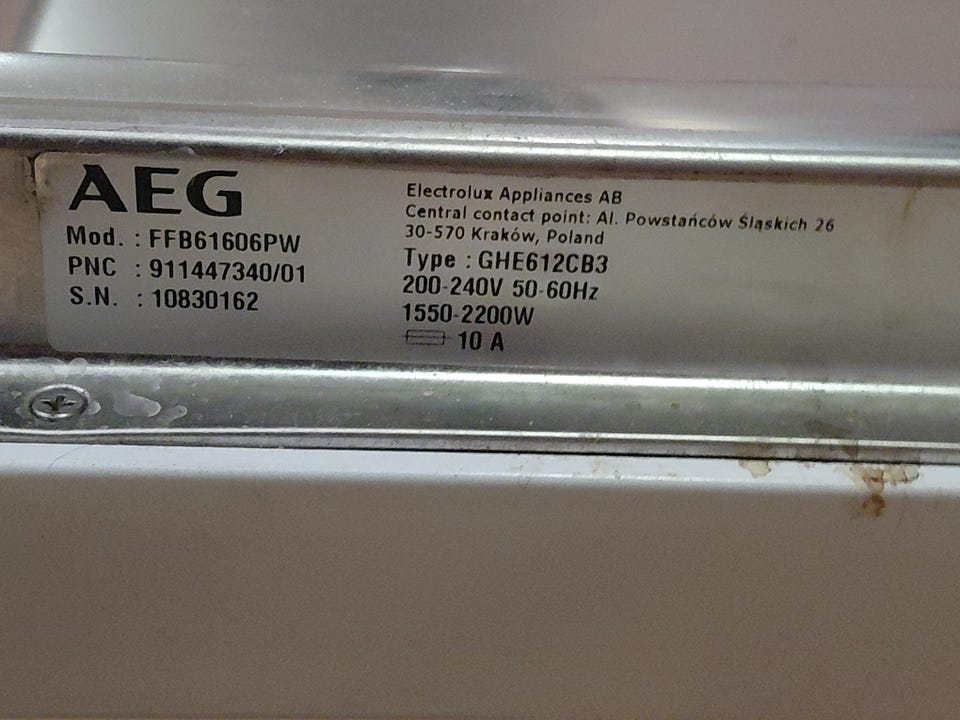 AEG
Mod. : FFB61606PW
PNC : 911447340/01
S.N. : 10830162
Electrolux Appliances AB
Central contact point: Al. Powstańców Śląskich 26
30-570 Kraków, Poland
Type : GHE612CB3
200-240V 50-60Hz
1550-2200W
10 A